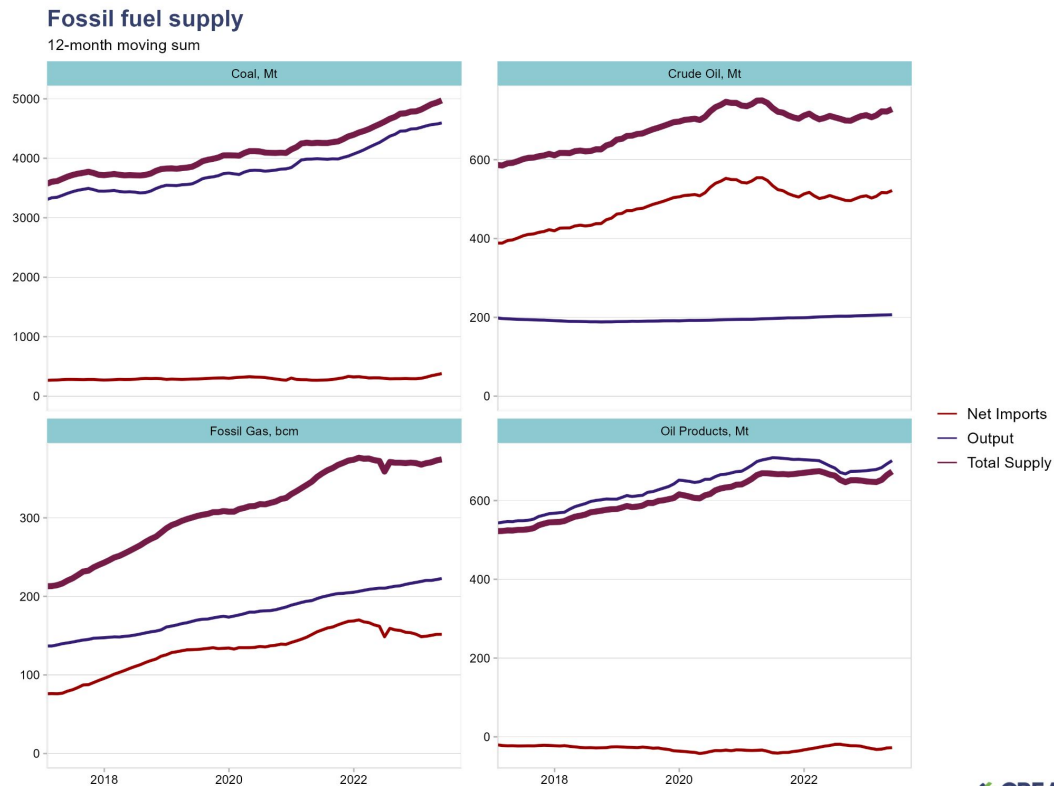 Fossil fuel supply
12-month moving sum
Coal, Mt
Crude Oil, Mt
5000
4000
3000
2000
1000
0
600
400
200
0
Fossil Gas, bcm
Oil Products, Mt
300
200
100
0
600
400
200
0
2018
2020
2022
2018
2020
2022
Net Imports
Output
Total Supply